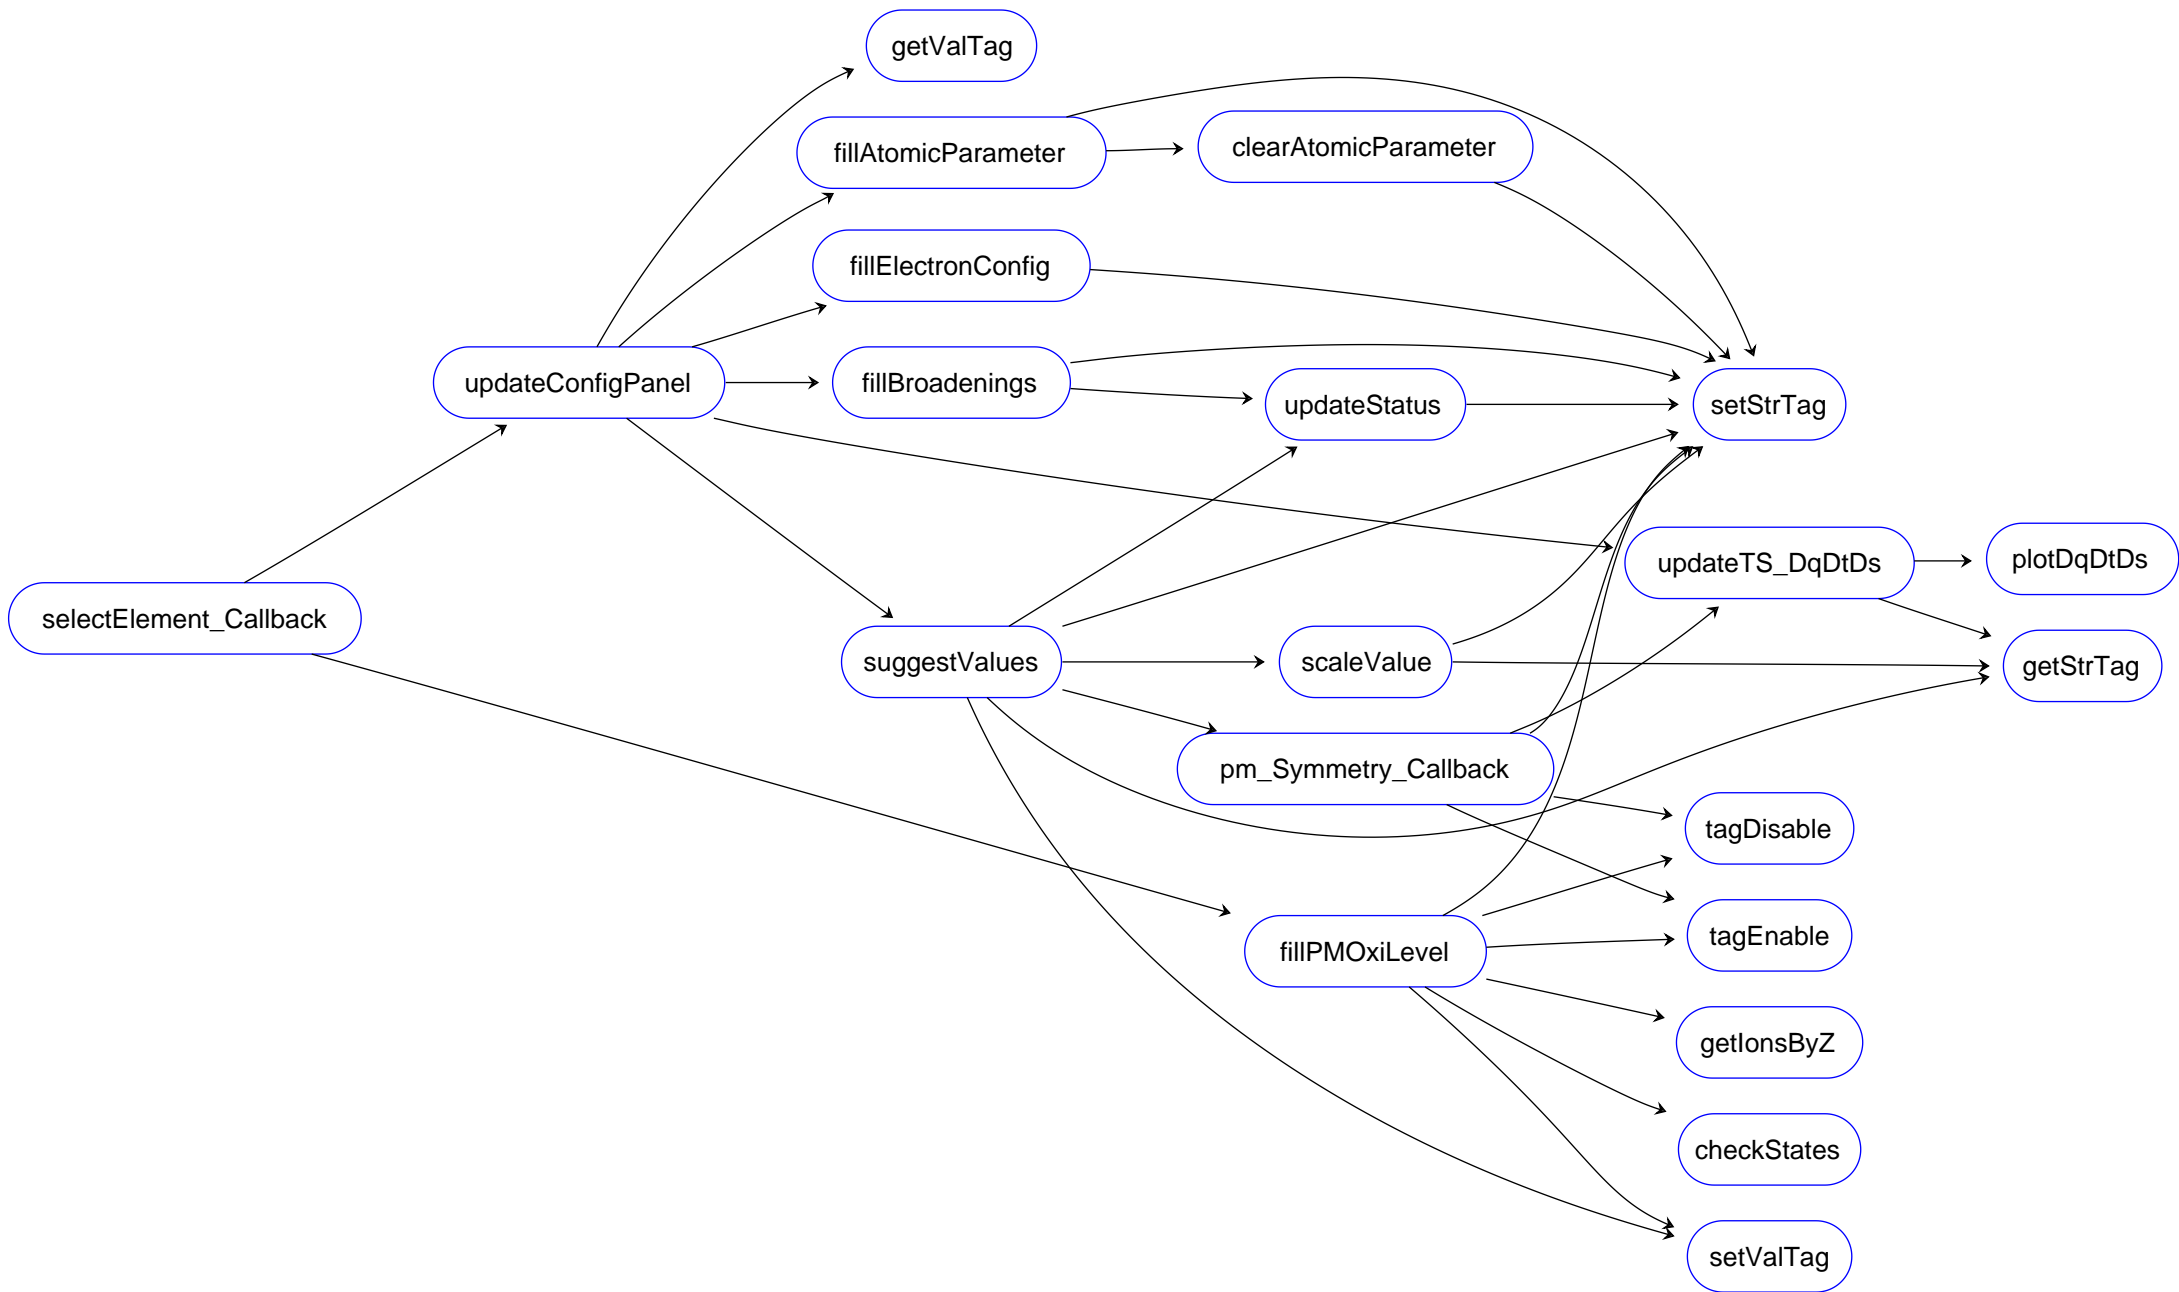 getValTag
fillAtomicParameter
clearAtomicParameter
fillElectronConfig
updateConfigPanel
fillBroadenings
updateStatus
setStrTag
updateTS_DqDtDs
plotDqDtDs
selectElement_Callback
suggestValues
scaleValue
getStrTag
pm_Symmetry_Callback
tagDisable
tagEnable
fillPMOxiLevel
getIonsByZ
checkStates
setValTag